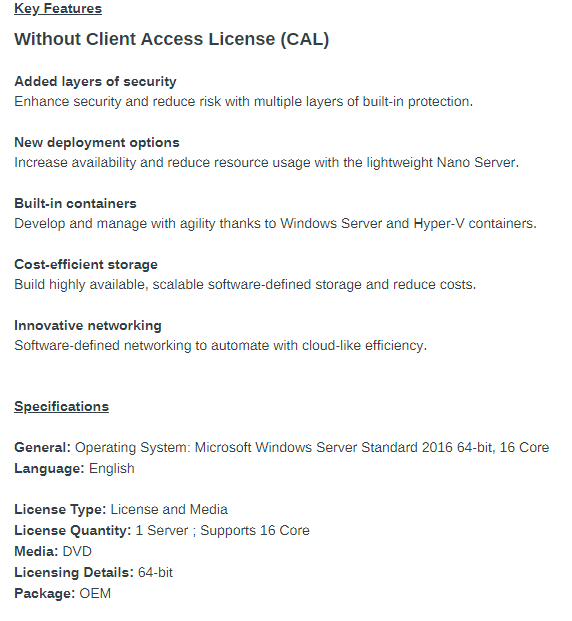 Key Features
Without Client Access License (CAL)
Added layers of security
Enhance security and reduce risk with multiple layers of built-in protection.
New deployment options
Increase availability and reduce resource usage with the lightweight Nano Server.
Built-in containers
Develop and manage with agility thanks to Windows Server and Hyper-V containers.
Cost-efficient storage
Build highly available, scalable software-defined storage and reduce costs.
Innovative networking
Software-defined networking to automate with cloud-like efficiency.
Specifications
General: Operating System: Microsoft Windows Server Standard 2016 64-bit, 16 Core
Language: English
License Type: License and Media
License Quantity: 1 Server ; Supports 16 Core
Media: DVD
Licensing Details: 64-bit
Package: OEM